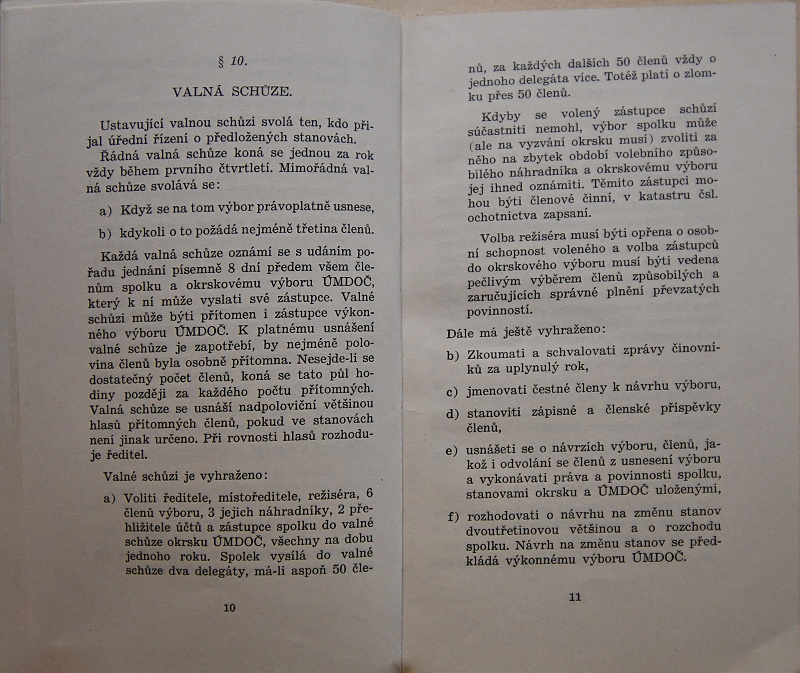 § 10.
VALNÁ SCHŮZE.
Ustavující valnou schůzi svolá ten, kdo při-
jal úřední řízení o předložených stanovách.
Řádná valná schůze koná se jednou za rok
vždy během prvního čtvrtletí. Mimořádná val-
ná schůze svolává se:
a) Když se na tom výbor právoplatně usnese,
b) kdykoli o to požádá nejméně třetina členů.
Každá valná schůze oznámí se s udáním po-
řadu jednání písemně 8 dní předem všem čle-
nům spolku a okrskovému výboru ÚMDOČ,
který k ní může vyslati své zástupce. Valné
schůzi může býti přítomen i zástupce výkon-
ného výboru ÚMDOČ. K platnému usnášení
valné schůze je zapotřebí, by nejméně polo-
vina členů byla osobně přítomna. Nesejde-li se
dostatečný počet členů, koná se tato půl ho-
diny později za každého počtu přítomných.
Valná schůze se usnáší nadpoloviční většinou
hlasů přítomných členů, pokud ve stanovách
není jinak určeno. Při rovnosti hlasů rozhodu-
je ředitel.
Valné schůzi je vyhraženo:
a) Voliti ředitele, místoředitele, režiséra, 6
členů výboru, 3 jejich náhradníky, 2 pře-
hližitele účtů a zástupce spolku do valné
schůze okrsku ÚMDOČ, všechny na dobu
jednoho roku. Spolek vysílá do valné
schůze dva delegáty, má-li aspoň 50 čle-
10
nů, za každých dalších 50 členů vždy o
jednoho delegáta více. Totéž platí o zlom-
ku přes 50 členů.
Kdyby se volený zástupce schůzí
súčastniti nemohl, výbor spolku může
(ale na vyzvání okrsku musí) zvoliti za
něho na zbytek období volebního způso-
bilého náhradníka a okrskovému výboru
jej ihned oznámiti. Těmito zástupci mo-
hou býti členové činní, v katastru čsl.
ochotnictva zapsaní.
Volba režiséra musí býti opřena o osob-
ní schopnost voleného a volba zástupců
do okrskového výboru musí býti vedena
pečlivým výběrem členů způsobilých a
zaručujících správné plnění převzatých
povinností.
Dále má ještě vyhraženo:
b) Zkoumati a schvalovati zprávy činovní-
ků za uplynulý rok,
c) jmenovati čestné členy k návrhu výboru,
d) stanoviti zápisné a členské příspěvky
členů,
e) usnášeti se o návrzích výboru, členů, ja-
kož i odvolání se členů z usnesení výboru
a vykonávati práva a povinnosti spolku,
stanovami okrsku a ÚMDOČ uloženými,
f) rozhodovati o návrhu na změnu stanov
dvoutřetinovou většinou a o rozchodu
spolku. Návrh na změnu stanov se před-
kládá výkonnému výboru ÚMDOČ.
11